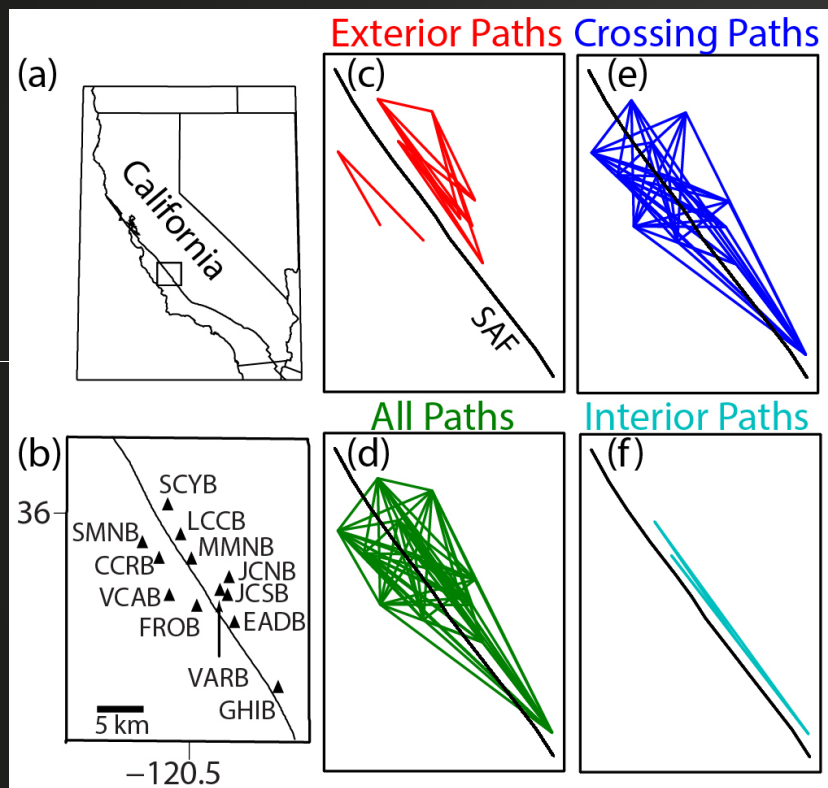 Exterior Paths
Crossing Paths
(a)
California
(c)
SAF
(e)
All Paths
Interior Paths
(b)
SCYB
36
LCCB
SMNB
MMNB
CCRB
JCNB
VCAB
JCSB
FROB
EADB
VARB
5 km
GHIB
−120.5
(d)
(f)